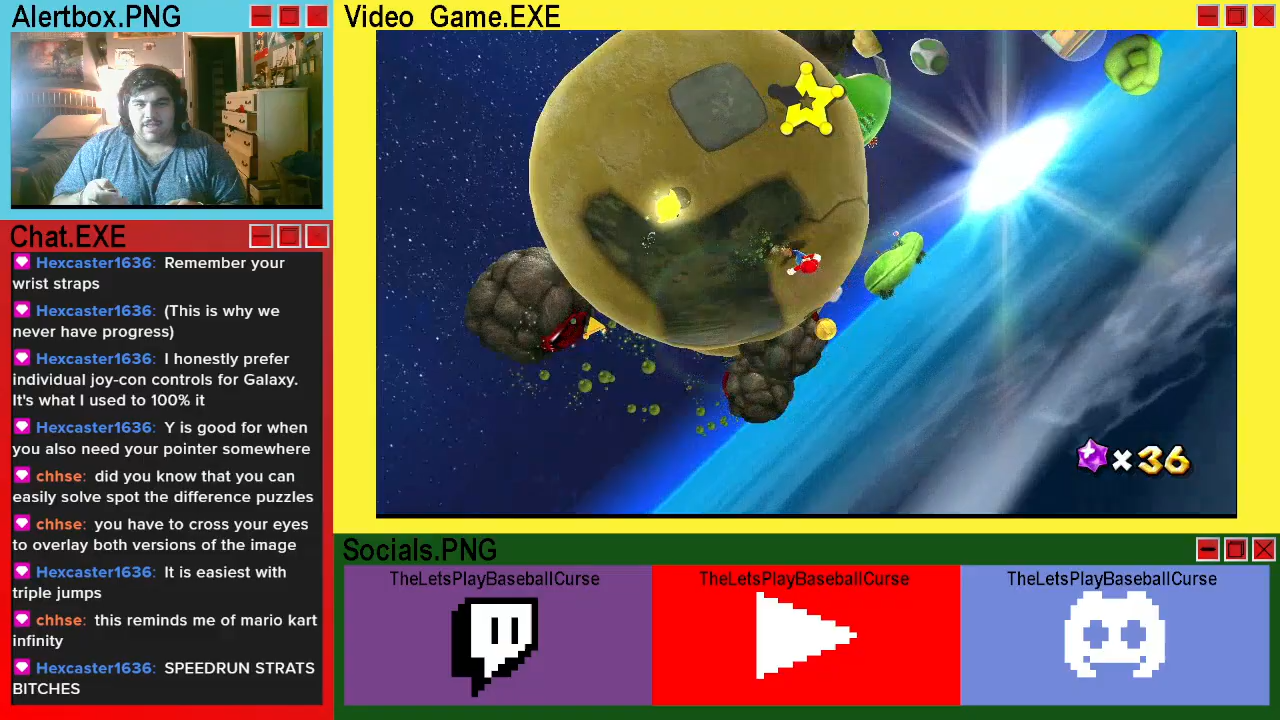 Alertbox.PNG
Video Game.EXE
Chat.EXE
Hexcaster1636: Remember your
wrist straps
Hexcaster1636: (This is why we
never have progress)
Hexcaster1636: I honestly prefer
individual joy-con controls for Galaxy.
It's what I used to 100% it
Hexcaster1636: Y is good for when
you also need your pointer somewhere
chhse: did you know that you can
easily solve spot the difference puzzles
chhse: you have to cross your eyes
to overlay both versions of the image
Hexcaster1636: It is easiest with
triple jumps
chhse: this reminds me of mario kart
infinity
Hexcaster1636: SPEEDRUN STRATS
BITCHES
×36
Socials.PNG
TheLetsPlayBaseballCurse
TheLetsPlayBaseballCurse
TheLetsPlayBaseballCurse